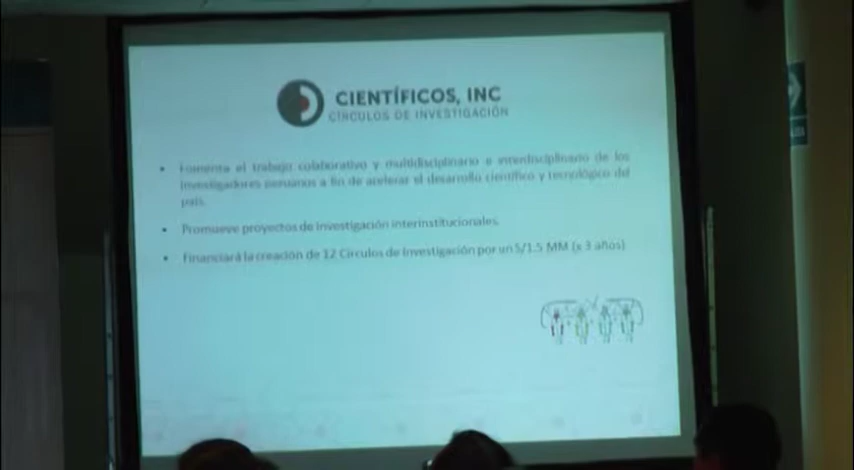 CIENTÍFICOS, INC
CÍRCULOS DE INVESTIGACIÓN
• Fomenta el trabajo colaborativo y multidisciplinario e interdisciplinario de los
investigadores peruanos a fin de acelerar el desarrollo científico y tecnológico del
país.
• Promueve proyectos de investigación interinstitucionales.
• Financiará la creación de 12 Círculos de Investigación por un S/1.5 MM (x 3 años)